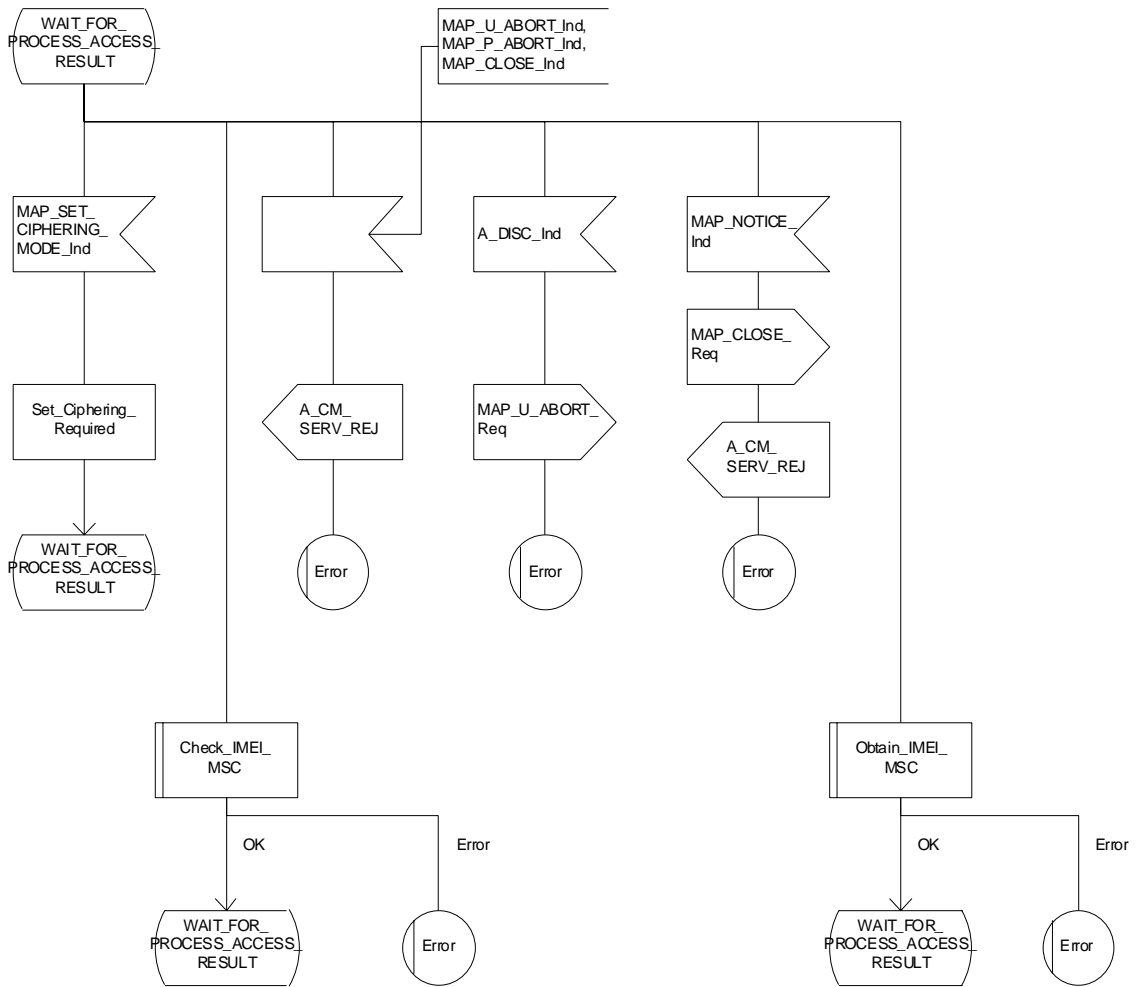 WAIT_FOR_
PROCESS_ACCESS_
RESULT
MAP_U_ABORT_Ind,
MAP_P_ABORT_Ind,
MAP_CLOSE_Ind
MAP_SET_
CIPHERING_
MODE_Ind
A_DISC_Ind
MAP_NOTICE_
Ind
MAP_CLOSE_
Req
Set_Ciphering_
Required
A_CM_
SERV_REJ
MAP_U_ABORT_
Req
A_CM_
SERV_REJ
WAIT_FOR_
PROCESS_ACCESS_
RESULT
Error
Error
Error
Check_IMEI_
MSC
Obtain_IMEI_
MSC
OK
Error
OK
Error
WAIT_FOR_
PROCESS_ACCESS_
RESULT
Error
WAIT_FOR_
PROCESS_ACCESS_
RESULT
Error